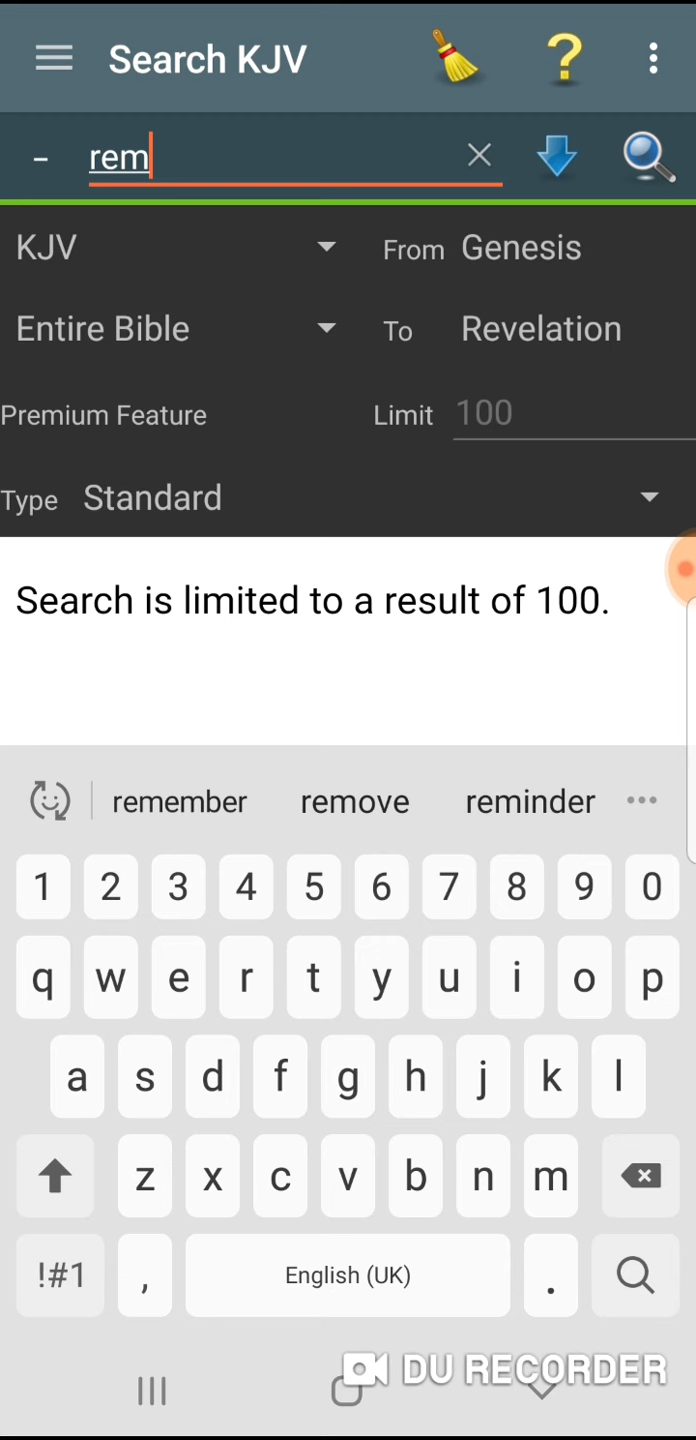 Search KJV
- rem
KJV From Genesis
Entire Bible To Revelation
Premium Feature Limit 100
Type Standard
Search is limited to a result of 100.
remember remove reminder •••
1 2 3 4 5 6 7 8 9 0
q w e r t y u i o p
a s d f g h j k l
z x c v b n m
!#1 , English (UK) .
DU RECORDER